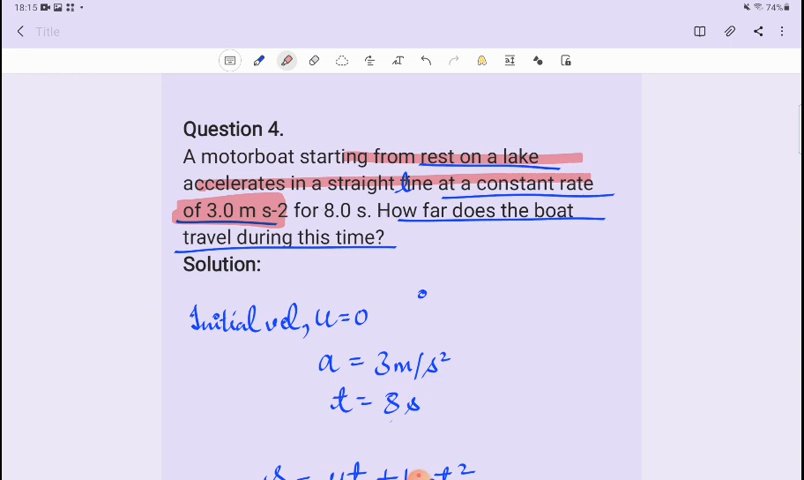 18:15 74%
Title
Question 4.
A motorboat starting from rest on a lake
accelerates in a straight line at a constant rate
of 3.0 m s-2 for 8.0 s. How far does the boat
travel during this time?
Solution:
Initial vel, u=0
a = 3m/s²
t = 8s
s = ut + t²